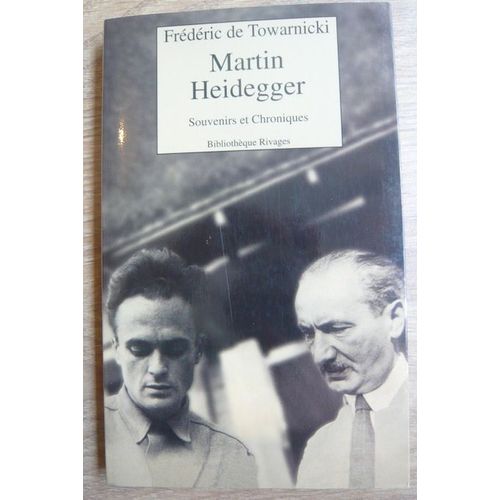 Frédéric de Towarnicki
Martin
Heidegger
Souvenirs et Chroniques
Bibliothèque Rivages